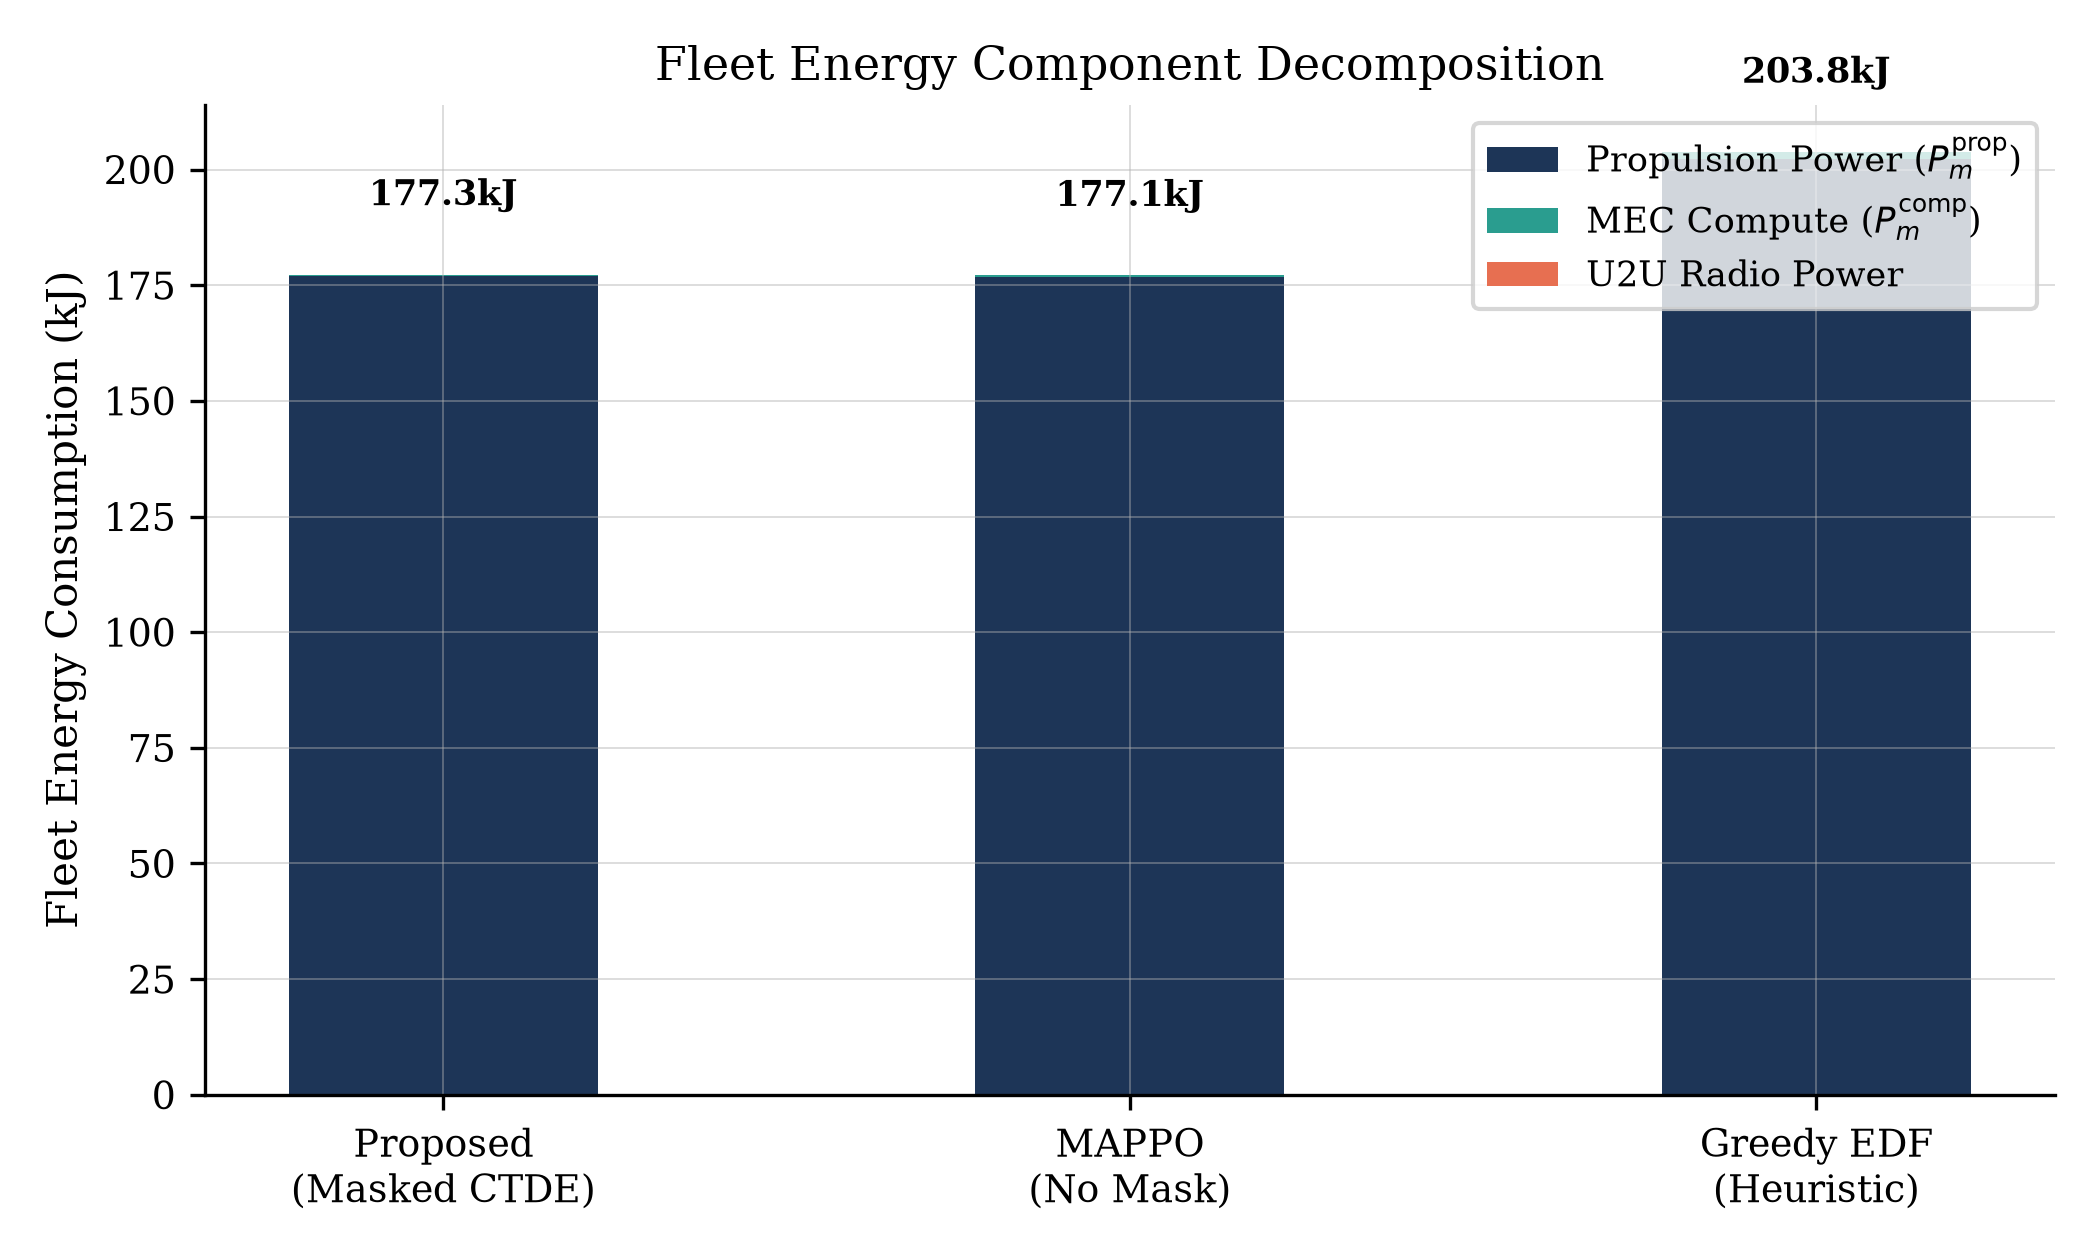 Fleet Energy Component Decomposition
203.8kJ
177.3kJ
177.1kJ
Propulsion Power (P_m^prop)
MEC Compute (P_m^comp)
U2U Radio Power
Fleet Energy Consumption (kJ)
200
175
150
125
100
75
50
25
0
Proposed
(Masked CTDE)
MAPPO
(No Mask)
Greedy EDF
(Heuristic)